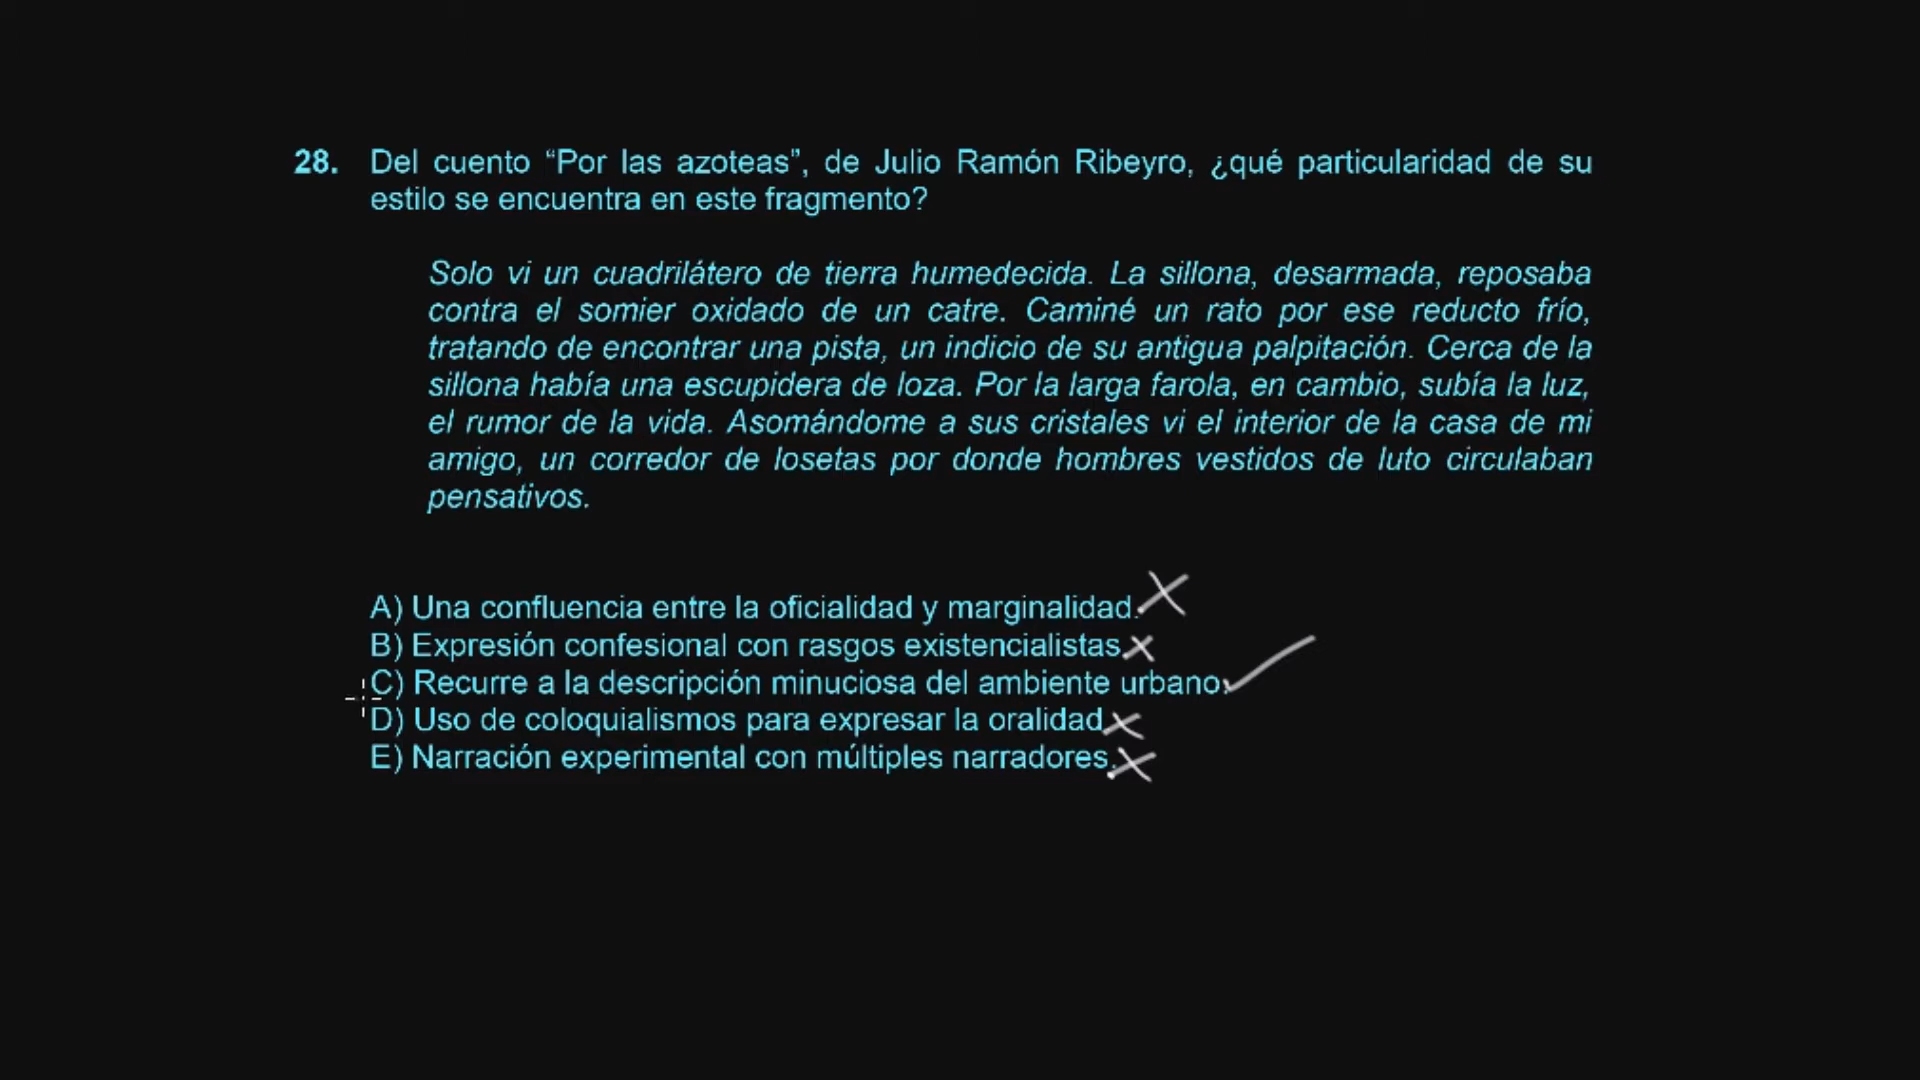 28. Del cuento “Por las azoteas”, de Julio Ramón Ribeyro, ¿qué particularidad de su
estilo se encuentra en este fragmento?
Solo vi un cuadrilátero de tierra humedecida. La sillona, desarmada, reposaba
contra el somier oxidado de un catre. Caminé un rato por ese reducto frío,
tratando de encontrar una pista, un indicio de su antigua palpitación. Cerca de la
sillona había una escupidera de loza. Por la larga farola, en cambio, subía la luz,
el rumor de la vida. Asomándome a sus cristales vi el interior de la casa de mi
amigo, un corredor de losetas por donde hombres vestidos de luto circulaban
pensativos.
A) Una confluencia entre la oficialidad y marginalidad.
B) Expresión confesional con rasgos existencialistas.
C) Recurre a la descripción minuciosa del ambiente urbano.
D) Uso de coloquialismos para expresar la oralidad.
E) Narración experimental con múltiples narradores.